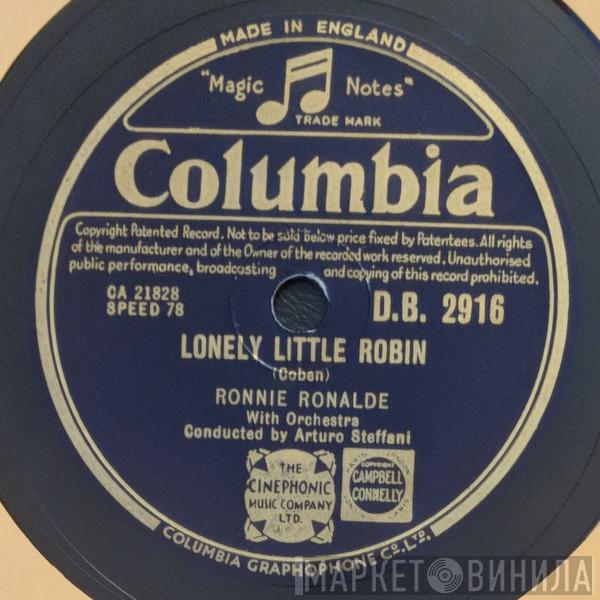 MADE IN ENGLAND
"Magic Notes"
TRADE MARK
Columbia
Copyright Patented Record. Not to be sold below price fixed by Patentees. All rights
of the manufacturer and of the Owner of the recorded work reserved. Unauthorised
public performance, broadcasting and copying of this record prohibited.
CA 21828
SPEED 78
D.B. 2916
LONELY LITTLE ROBIN
(Coben)
RONNIE RONALDE
With Orchestra
Conducted by Arturo Steffani
THE
CINEPHONIC
MUSIC COMPANY
LTD.
COPYRIGHT
CAMPBELL
CONNELLY
COLUMBIA GRAPHOPHONE CO., LTD.
МАРКЕТ ВИНИЛА